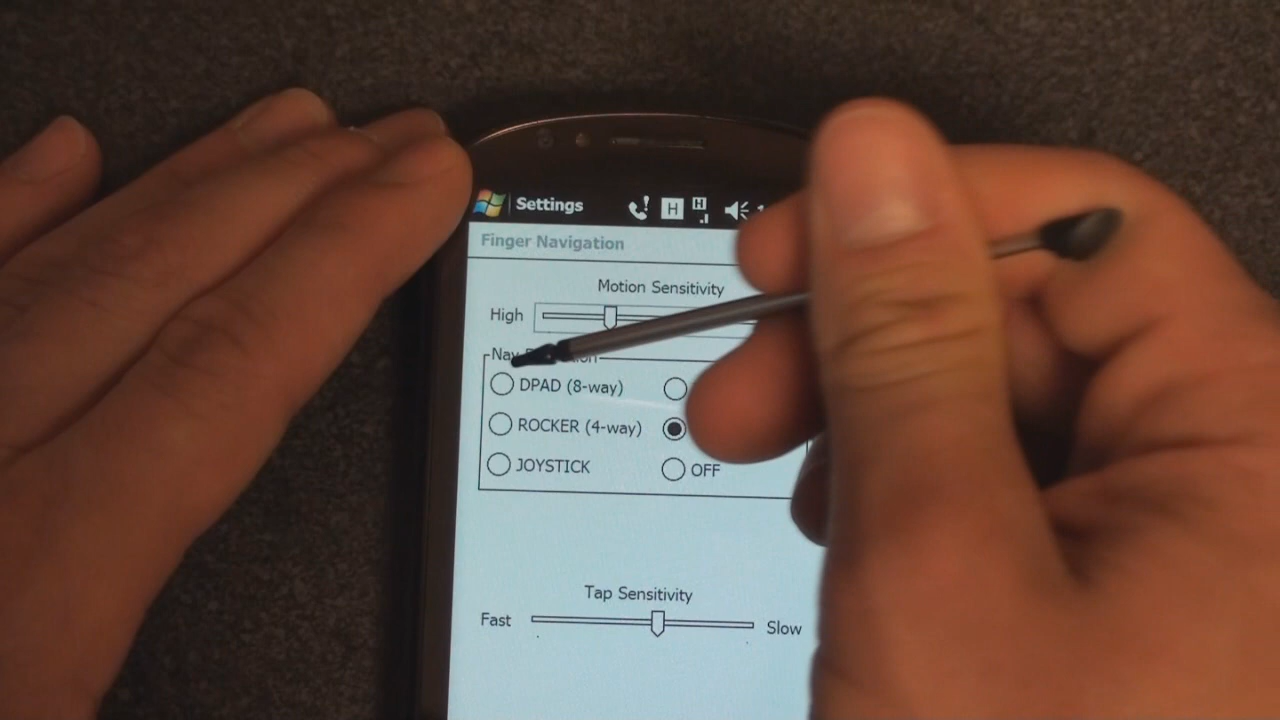 Settings H H
Finger Navigation
Motion Sensitivity
High
DPAD (8-way)
ROCKER (4-way)
JOYSTICK OFF
Tap Sensitivity
Fast Slow